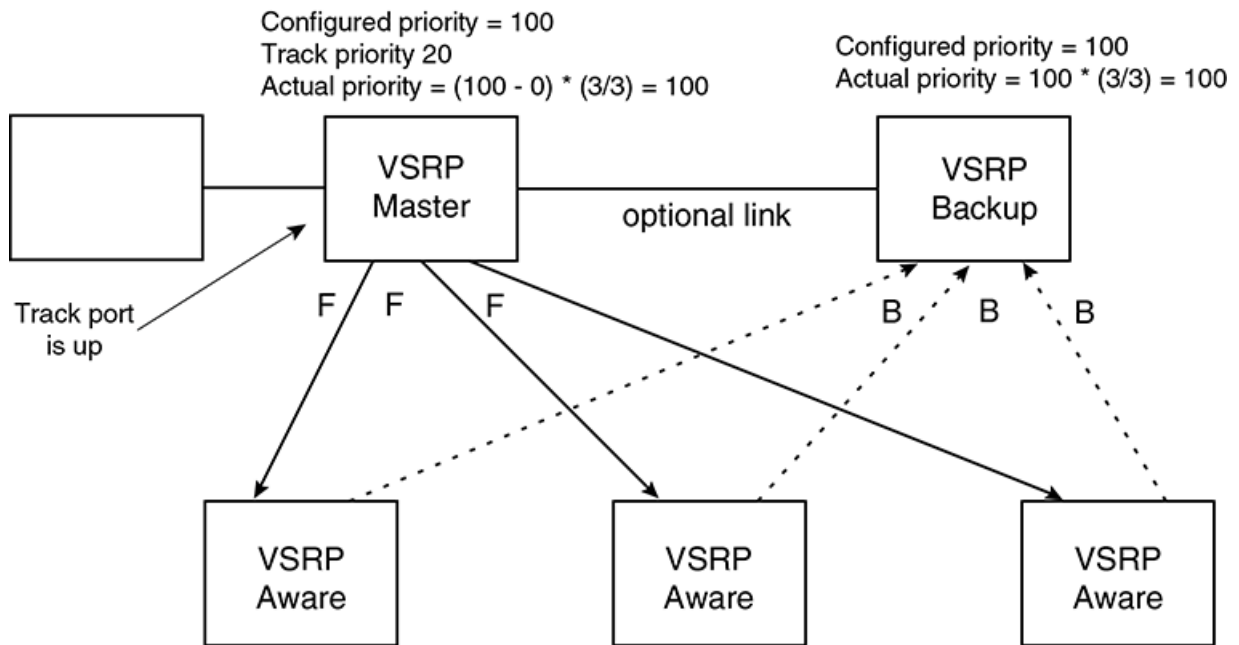 Configured priority = 100
Track priority 20
Actual priority = (100 - 0) * (3/3) = 100
Configured priority = 100
Actual priority = 100 * (3/3) = 100
VSRP
Master
optional link
VSRP
Backup
Track port
is up
F
F
F
B
B
B
VSRP
Aware
VSRP
Aware
VSRP
Aware